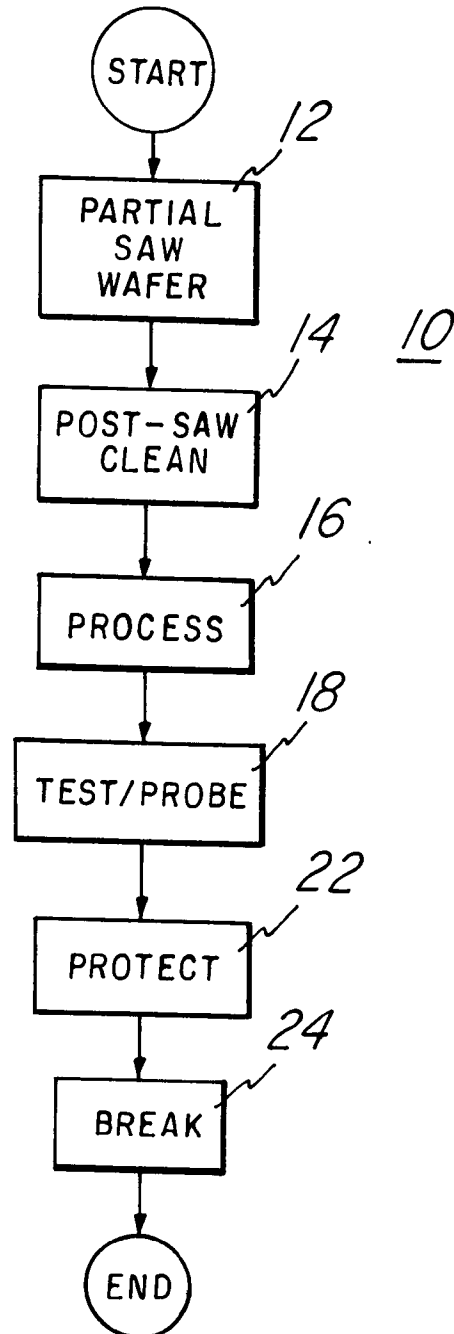 START
12
PARTIAL
SAW
WAFER
14
10
POST-SAW
CLEAN
16
PROCESS
18
TEST/PROBE
22
PROTECT
24
BREAK
END